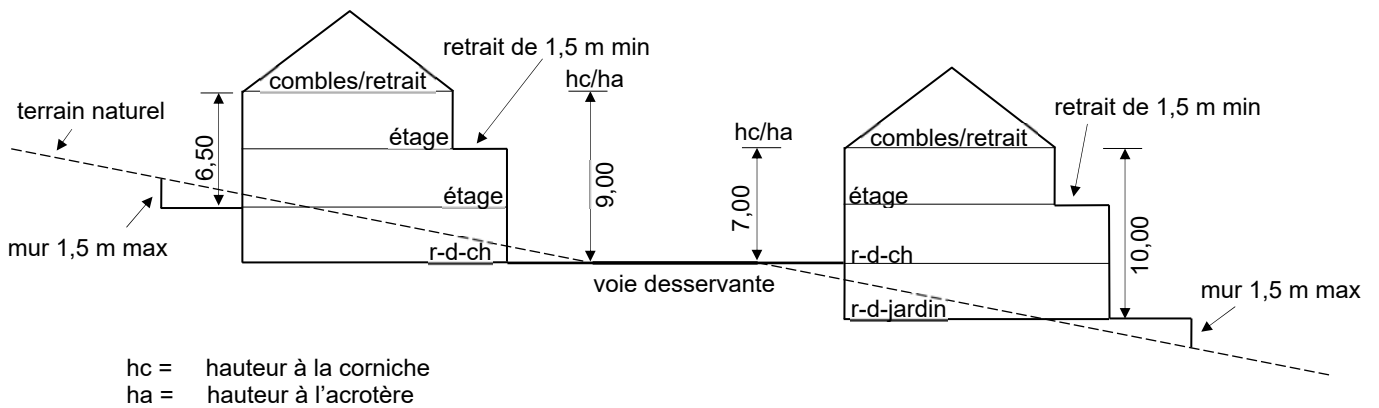 retrait de 1,5 m min
hc/ha
combles/retrait
terrain naturel
6,50
étage
9,00
étage
mur 1,5 m max
r-d-ch
voie desservante
hc/ha
7,00
combles/retrait
retrait de 1,5 m min
étage
r-d-ch
10,00
r-d-jardin
mur 1,5 m max
hc = hauteur à la corniche
ha = hauteur à l'acrotère